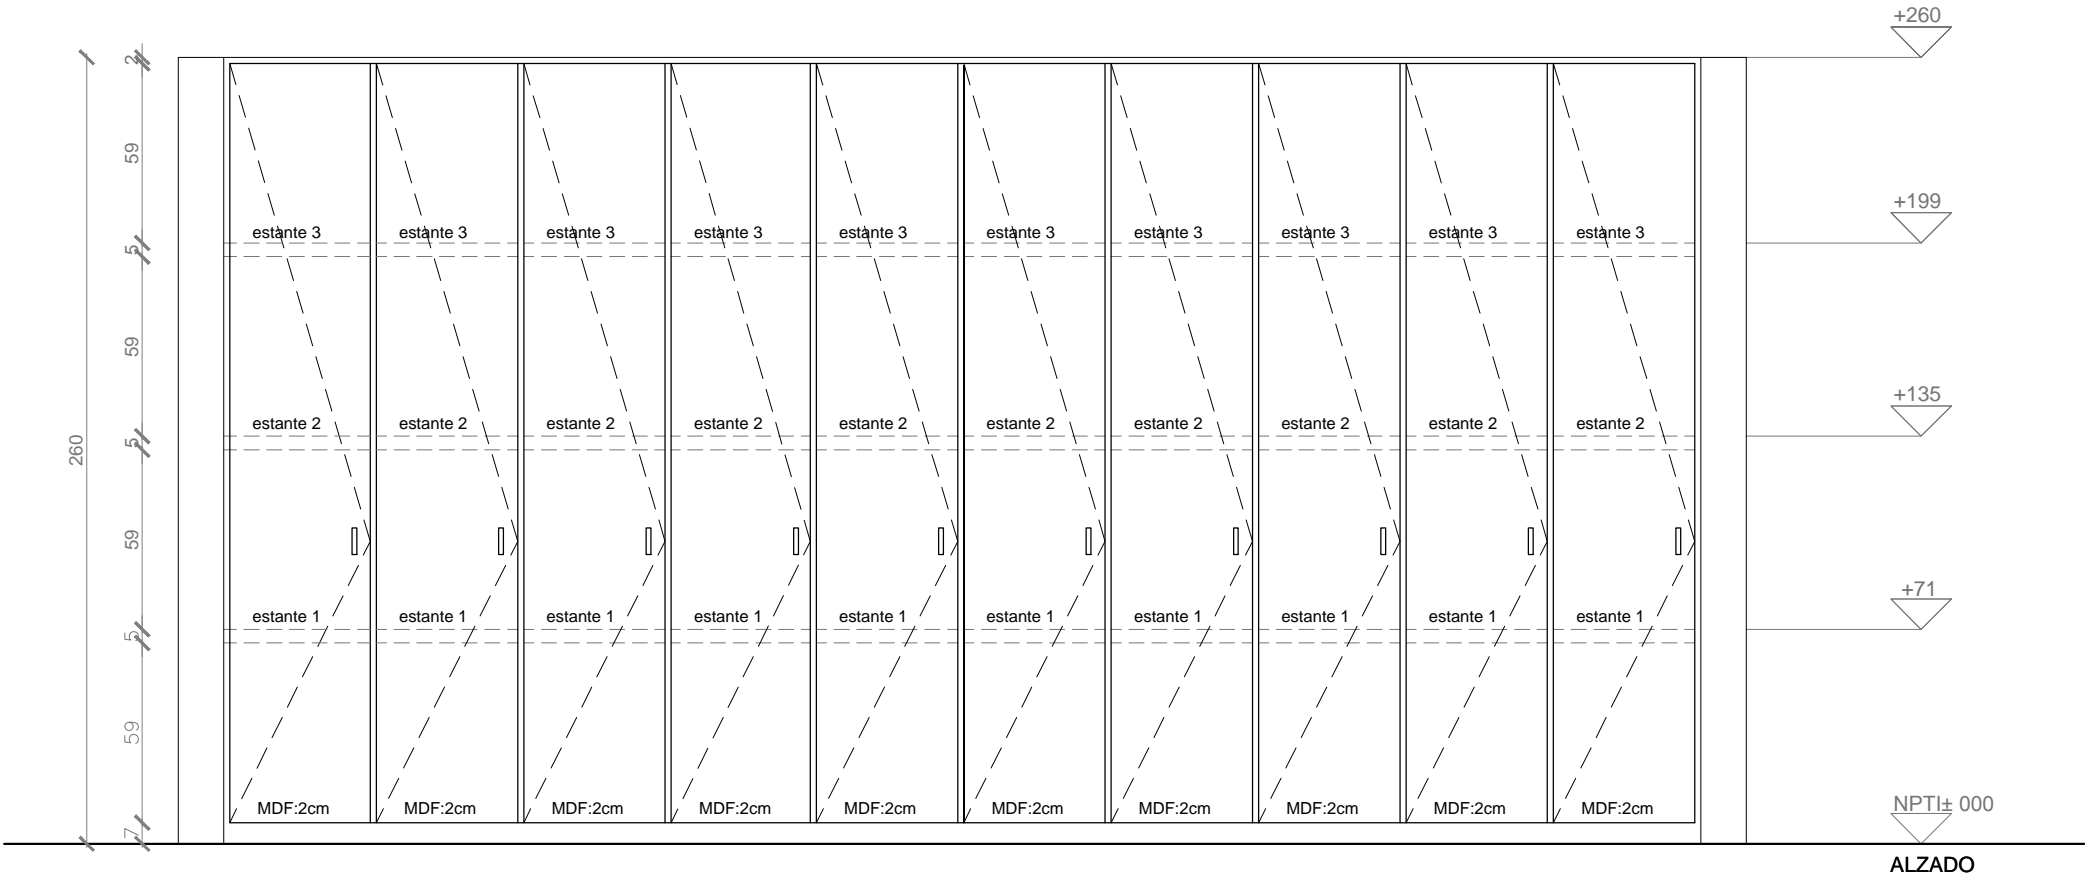 +260
2
59
+199
estante 3 estante 3 estante 3 estante 3 estante 3 estante 3 estante 3 estante 3 estante 3 estante 3
5
59
+135
estante 2 estante 2 estante 2 estante 2 estante 2 estante 2 estante 2 estante 2 estante 2 estante 2
5
260
59
+71
estante 1 estante 1 estante 1 estante 1 estante 1 estante 1 estante 1 estante 1 estante 1 estante 1
5
59
MDF:2cm MDF:2cm MDF:2cm MDF:2cm MDF:2cm MDF:2cm MDF:2cm MDF:2cm MDF:2cm MDF:2cm
NPTI± 000
7
ALZADO